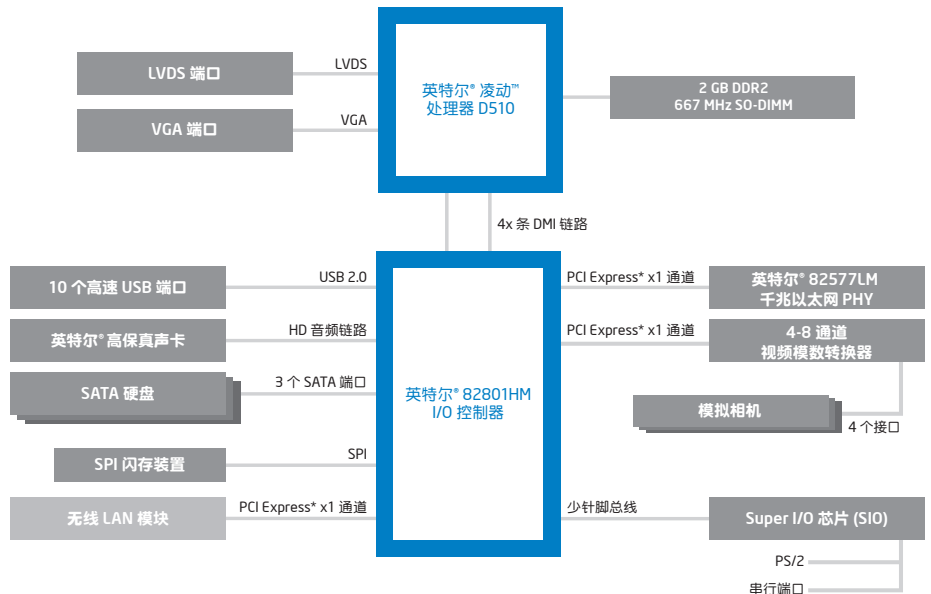 LVDS 端口
LVDS
英特尔® 凌动™
处理器 D510
2 GB DDR2
667 MHz SO-DIMM
VGA 端口
VGA
4x 条 DMI 链路
10 个高速 USB 端口
USB 2.0
PCI Express* x1 通道
英特尔® 82577LM
千兆以太网 PHY
英特尔® 高保真声卡
HD 音频链路
PCI Express* x1 通道
4-8 通道
视频模数转换器
SATA 硬盘
3 个 SATA 端口
英特尔® 82801HM
I/O 控制器
模拟相机
4 个接口
SPI 闪存装置
SPI
无线 LAN 模块
PCI Express* x1 通道
少针脚总线
Super I/O 芯片 (SIO)
PS/2
串行端口